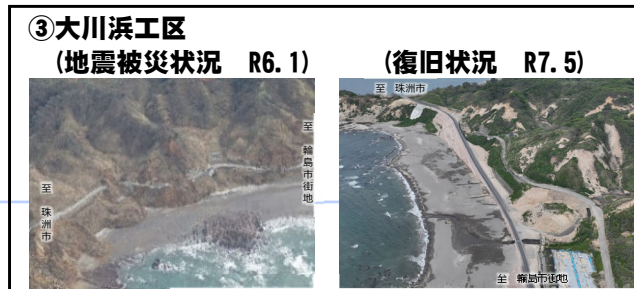 ③大川浜工区
(地震被災状況　R6.1)
(復旧状況　R7.5)
至　輪島市街地
至　珠洲市
至　珠洲市
至　輪島市街地